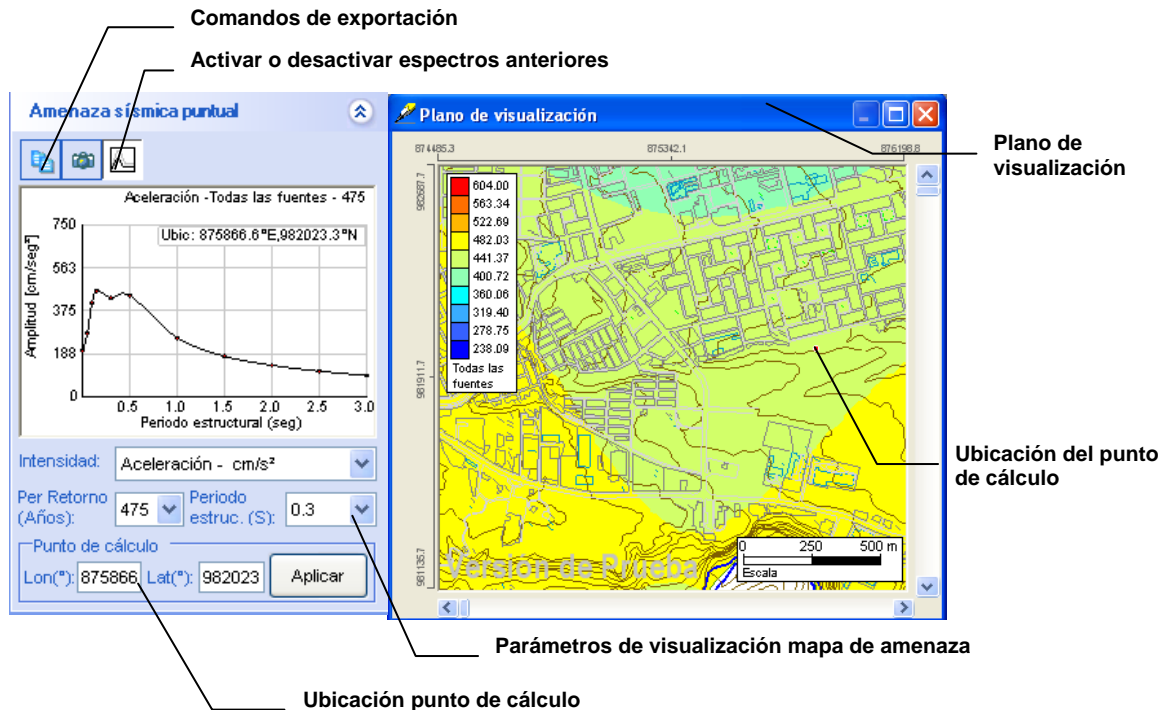 Comandos de exportación
Activar o desactivar espectros anteriores
Amenaza sísmica puntual
Aceleración -Todas las fuentes - 475
Ubic: 875866.6°E,982023.3°N
Amplitud [cm/seg²]
750
563
375
188
0
0.5 1.0 1.5 2.0 2.5 3.0
Periodo estructural (seg)
Intensidad: Aceleración - cm/s²
Per Retorno (Años): 475 Periodo estruc. (S): 0.3
Punto de cálculo
Lon(°): 875866 Lat(°): 982023 Aplicar
Plano de visualización
874485.3 875342.1 876198.8
982687.7
981911.7
981135.7
604.00
563.34
522.69
482.03
441.37
400.72
360.06
319.40
278.75
238.09
Todas las
fuentes
Versión de Prueba
0 250 500 m
Escala
Plano de
visualización
Ubicación del punto
de cálculo
Parámetros de visualización mapa de amenaza
Ubicación punto de cálculo